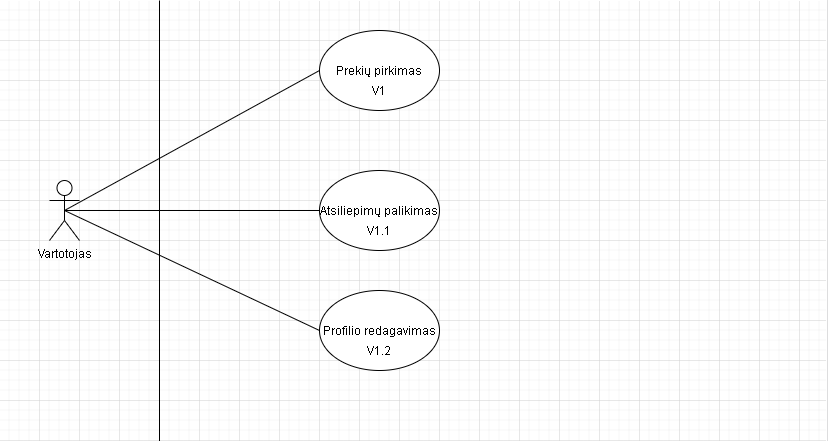 Prekių pirkimas
V1
Atsiliepimų palikimas
V1.1
Vartotojas
Profilio redagavimas
V1.2